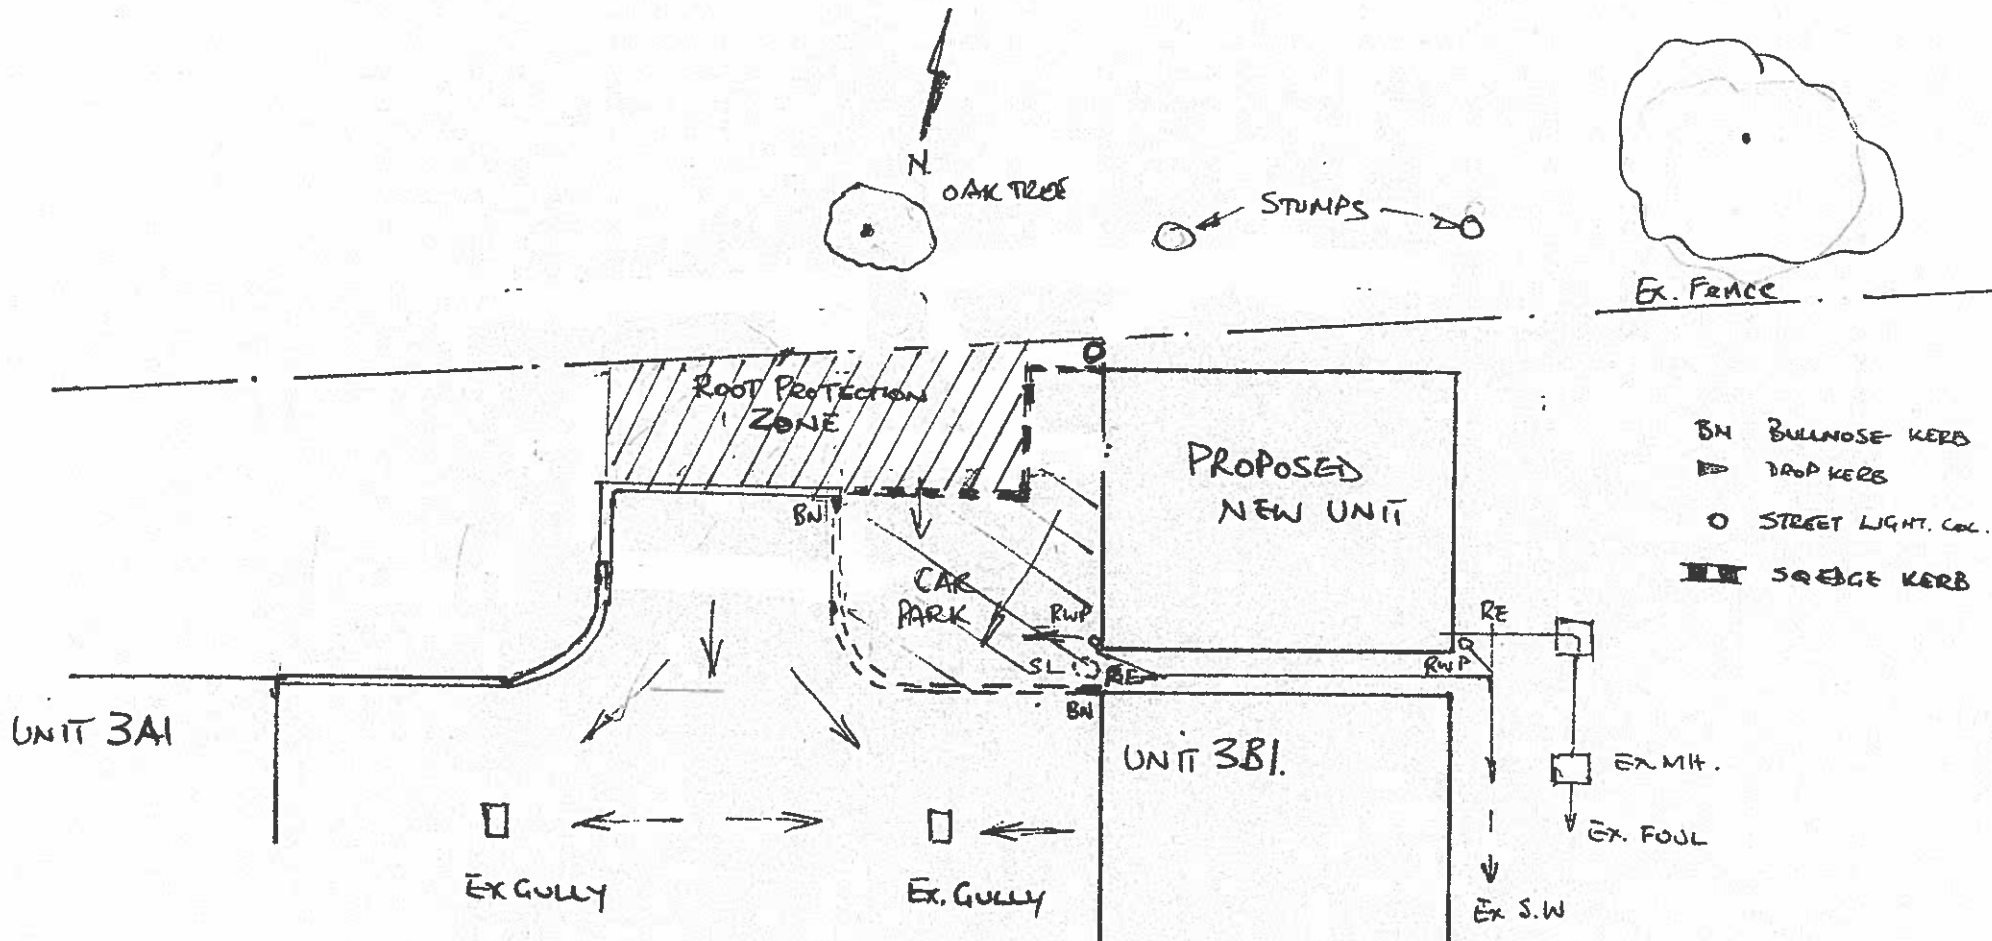 N
OAK TREE
STUMPS
Ex. Fence
ROOT PROTECTION
ZONE
BN BULLNOSE KERB
DROP KERB
STREET LIGHT. COL.
SQ EDGE KERB
PROPOSED
NEW UNIT
BN
CAR
PARK
RWP
SL
RE
BN
RE
RWP
UNIT 3A1
UNIT 3B1.
Ex MH.
Ex. FOUL
Ex GULLY
Ex. GULLY
Ex S.W